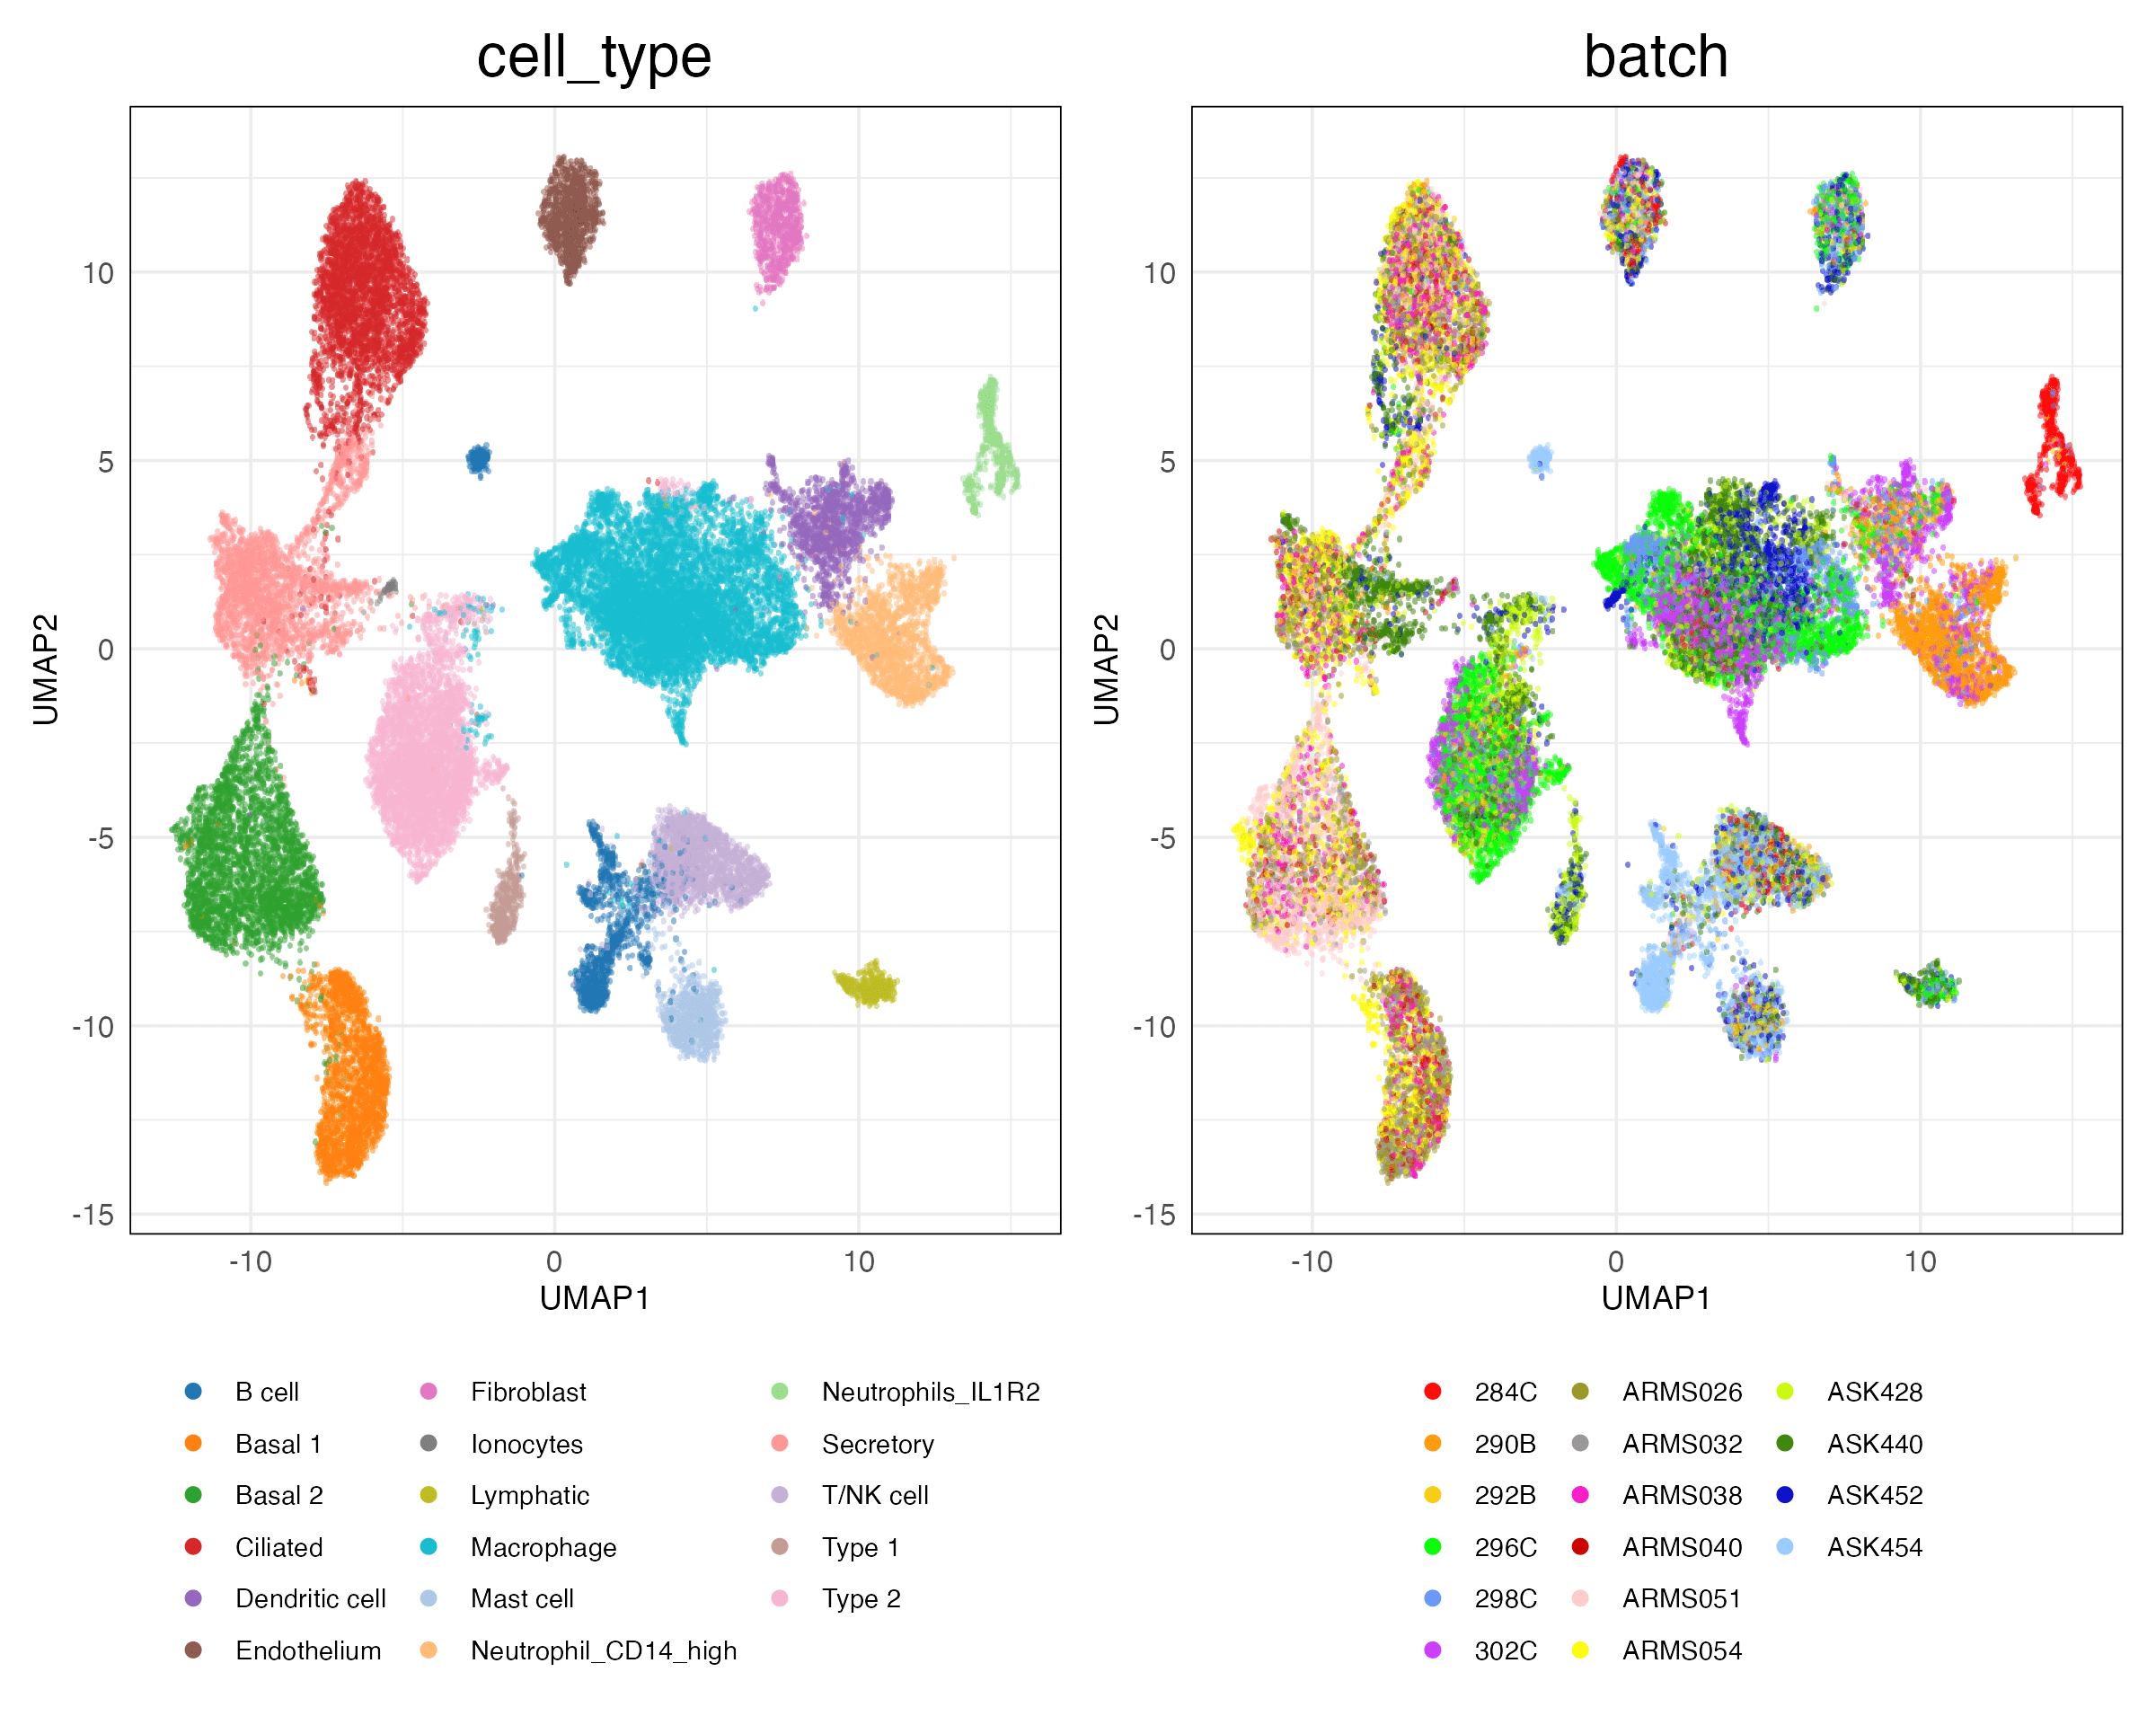 cell_type
batch
10
5
0
-5
-10
-15
UMAP2
-10 0 10
UMAP1
10
5
0
-5
-10
-15
UMAP2
-10 0 10
UMAP1
B cell Fibroblast Neutrophils_IL1R2
Basal 1 Ionocytes Secretory
Basal 2 Lymphatic T/NK cell
Ciliated Macrophage Type 1
Dendritic cell Mast cell Type 2
Endothelium Neutrophil_CD14_high
284C ARMS026 ASK428
290B ARMS032 ASK440
292B ARMS038 ASK452
296C ARMS040 ASK454
298C ARMS051
302C ARMS054